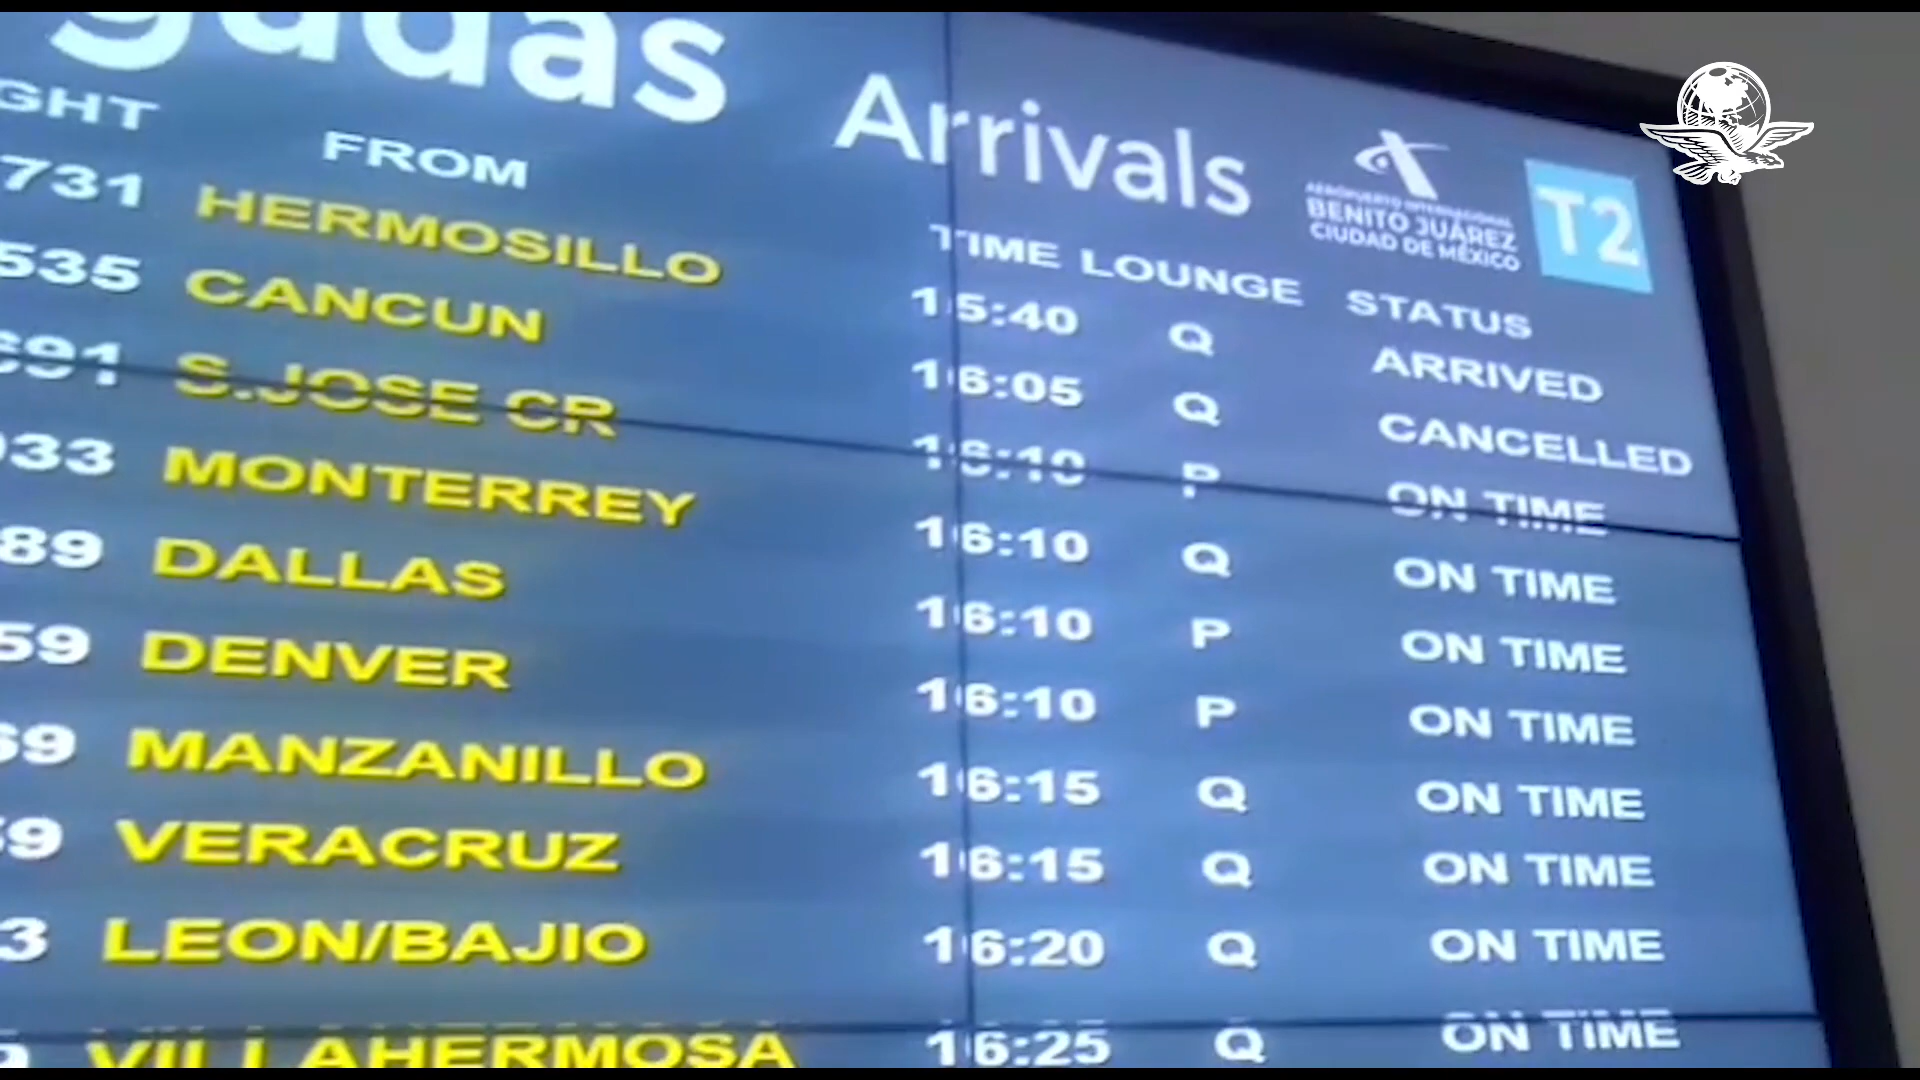 Arrivals
AEROPUERTO INTERNACIONAL
BENITO JUÁREZ
CIUDAD DE MÉXICO
T2
FROM TIME LOUNGE STATUS
731 HERMOSILLO 15:40 Q ARRIVED
535 CANCUN 16:05 Q CANCELLED
691 S.JOSE CR 16:10 P ON TIME
033 MONTERREY 16:10 Q ON TIME
89 DALLAS 16:10 P ON TIME
59 DENVER 16:10 P ON TIME
69 MANZANILLO 16:15 Q ON TIME
59 VERACRUZ 16:15 Q ON TIME
3 LEON/BAJIO 16:20 Q ON TIME
VILLAHERMOSA 16:25 Q ON TIME